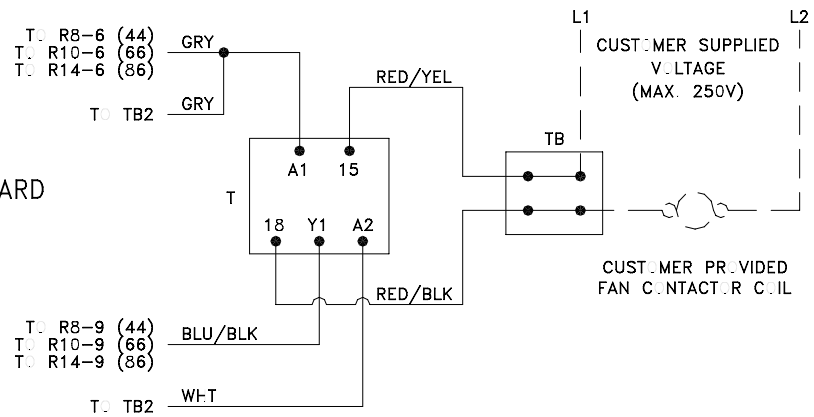 TO R8-6 (44)
TO R10-6 (66)
TO R14-6 (86)
GRY
TO TB2
GRY
L1
L2
CUSTOMER SUPPLIED
VOLTAGE
(MAX. 250V)
RED/YEL
TB
A1
15
ARD
T
18
Y1
A2
CUSTOMER PROVIDED
FAN CONTACTOR COIL
RED/BLK
TO R8-9 (44)
TO R10-9 (66)
TO R14-9 (86)
BLU/BLK
TO TB2
WHT